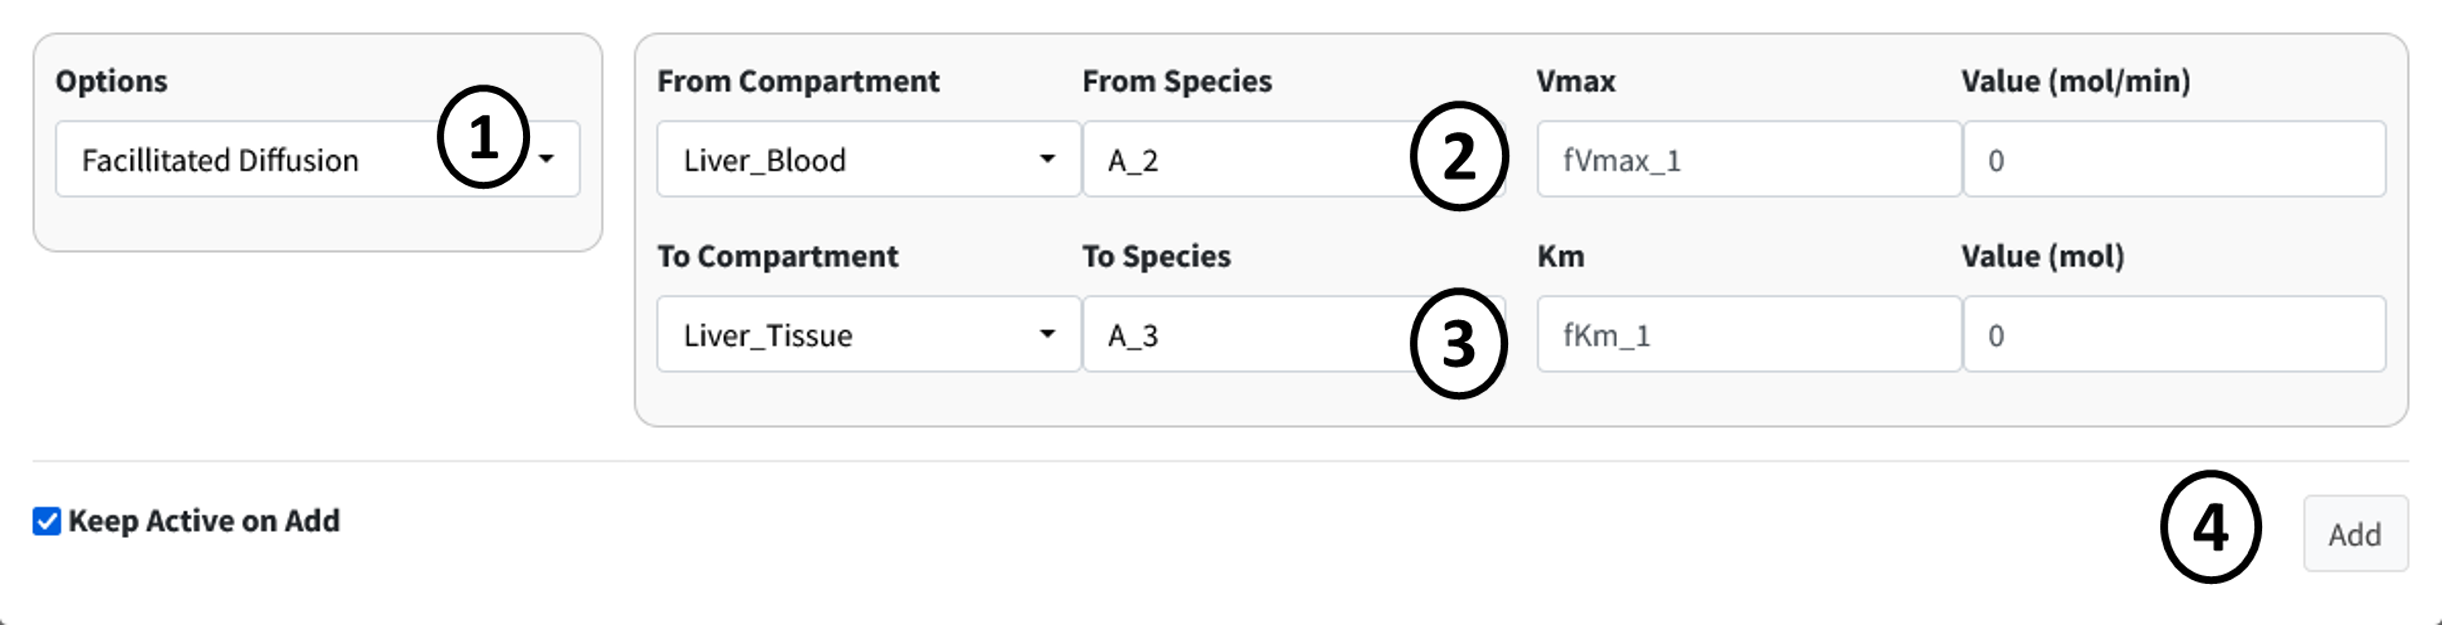 Options
Facillitated Diffusion
1
From Compartment From Species Vmax Value (mol/min)
Liver_Blood A_2 2 fVmax_1 0
To Compartment To Species Km Value (mol)
Liver_Tissue A_3 3 fKm_1 0
Keep Active on Add
4
Add